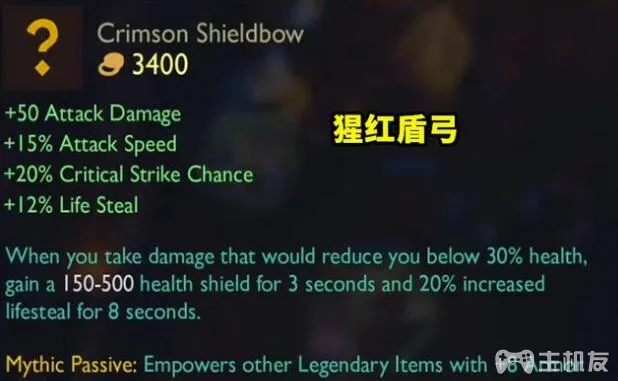 ?
Crimson Shieldbow
3400
+50 Attack Damage
+15% Attack Speed
猩红盾弓
+20% Critical Strike Chance
+12% Life Steal
When you take damage that would reduce you below 30% health,
gain a 150-500 health shield for 3 seconds and 20% increased
lifesteal for 8 seconds.
Mythic Passive: Empowers other Legendary Items with +8 Armor.
主机友